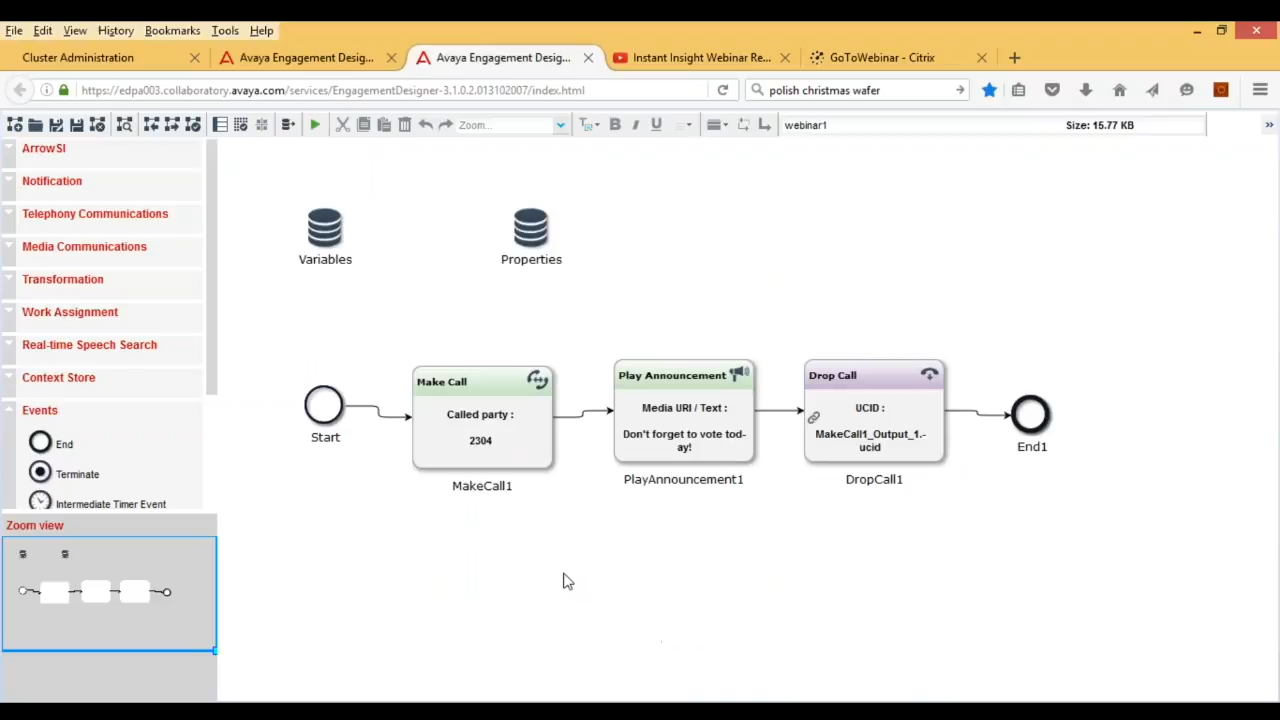 File Edit View History Bookmarks Tools Help
Cluster Administration
Avaya Engagement Desig...
Avaya Engagement Desig...
Instant Insight Webinar Re...
GoToWebinar - Citrix
https://edpa003.collaboratory.avaya.com/services/EngagementDesigner-3.1.0.2.013102007/index.html
polish christmas wafer
Zoom...
B I U
webinar1
Size: 15.77 KB
ArrowSI
Notification
Telephony Communications
Media Communications
Transformation
Work Assignment
Real-time Speech Search
Context Store
Events
End
Terminate
Intermediate Timer Event
Zoom view
Variables
Properties
Start
Make Call
Called party :
2304
MakeCall1
Play Announcement
Media URI / Text :
Don't forget to vote tod-
ay!
PlayAnnouncement1
Drop Call
UCID :
MakeCall1_Output_1.-
ucid
DropCall1
End1